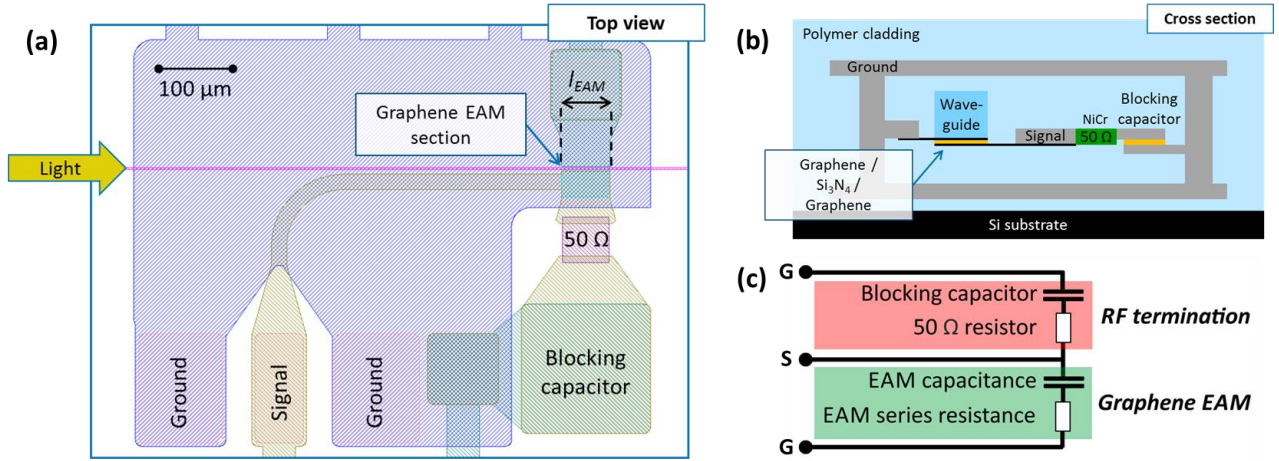 (a)
Top view
100 μm
lEAM
Graphene EAM
section
Light
50 Ω
Ground
Signal
Ground
Blocking
capacitor
(b)
Cross section
Polymer cladding
Ground
Wave-
guide
Signal
NiCr
50 Ω
Blocking
capacitor
Graphene /
Si₃N₄ /
Graphene
Si substrate
(c)
G
Blocking capacitor
50 Ω resistor
RF termination
S
EAM capacitance
EAM series resistance
Graphene EAM
G